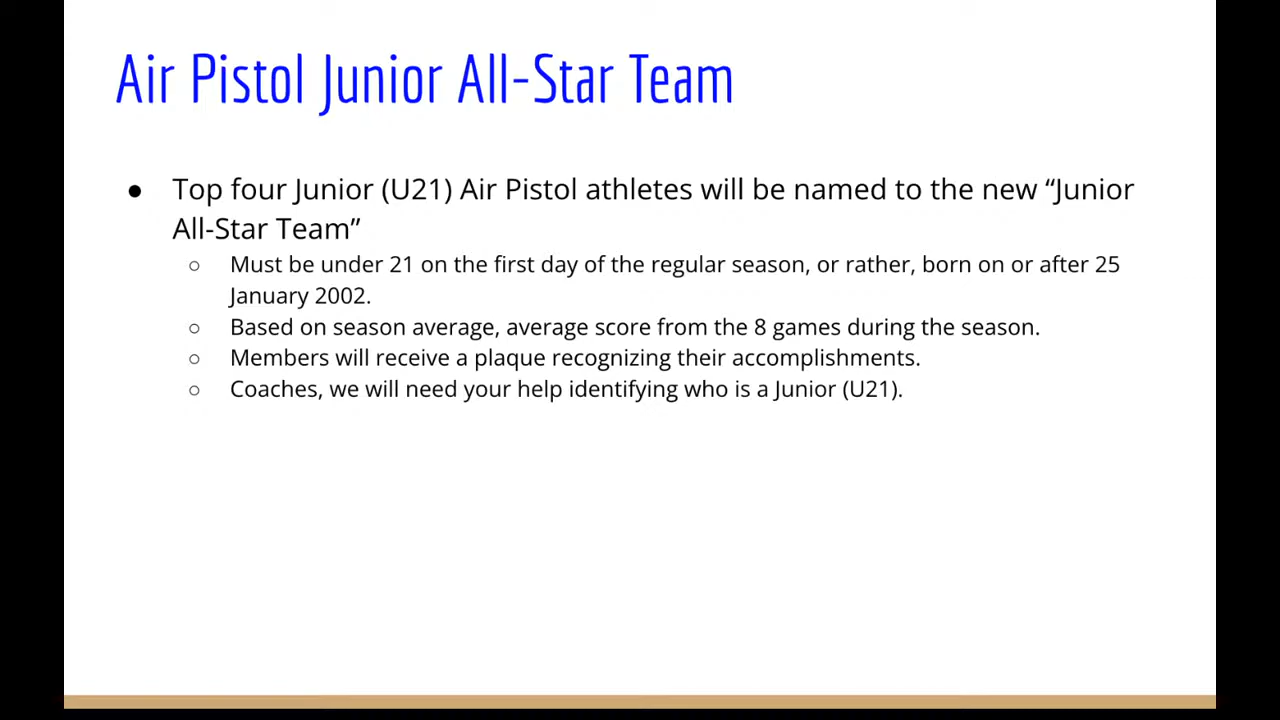 Air Pistol Junior All-Star Team
● Top four Junior (U21) Air Pistol athletes will be named to the new “Junior
All-Star Team”
○ Must be under 21 on the first day of the regular season, or rather, born on or after 25
January 2002.
○ Based on season average, average score from the 8 games during the season.
○ Members will receive a plaque recognizing their accomplishments.
○ Coaches, we will need your help identifying who is a Junior (U21).